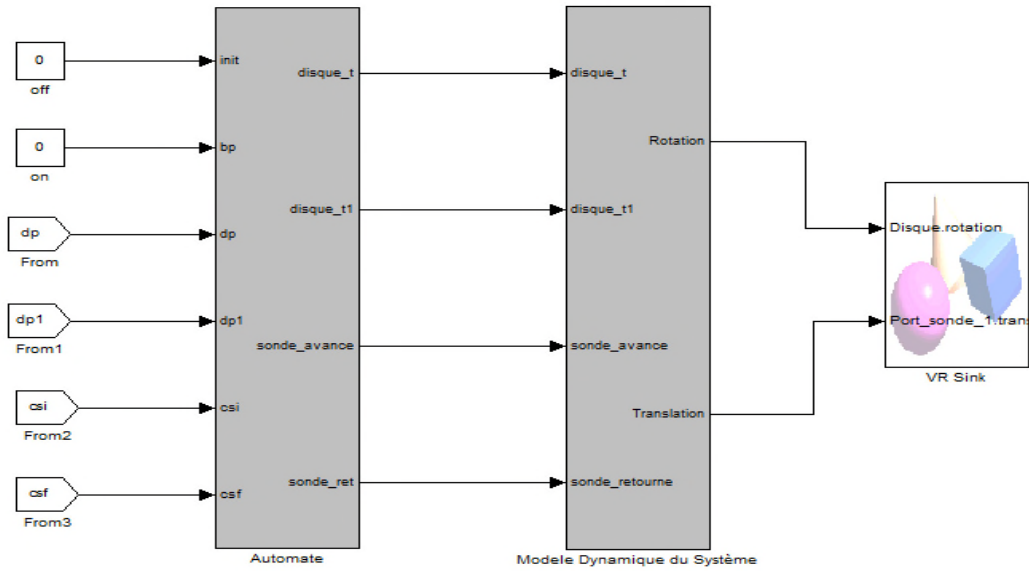 0
off
0
on
dp
From
dp1
From1
csi
From2
csf
From3
init
bp
dp
dp1
csi
csf
disque_t
disque_t1
sonde_avance
sonde_ret
Automate
disque_t
disque_t1
sonde_avance
sonde_retourne
Rotation
Translation
Modele Dynamique du Système
Disque.rotation
Port_sonde_1.trans
VR Sink